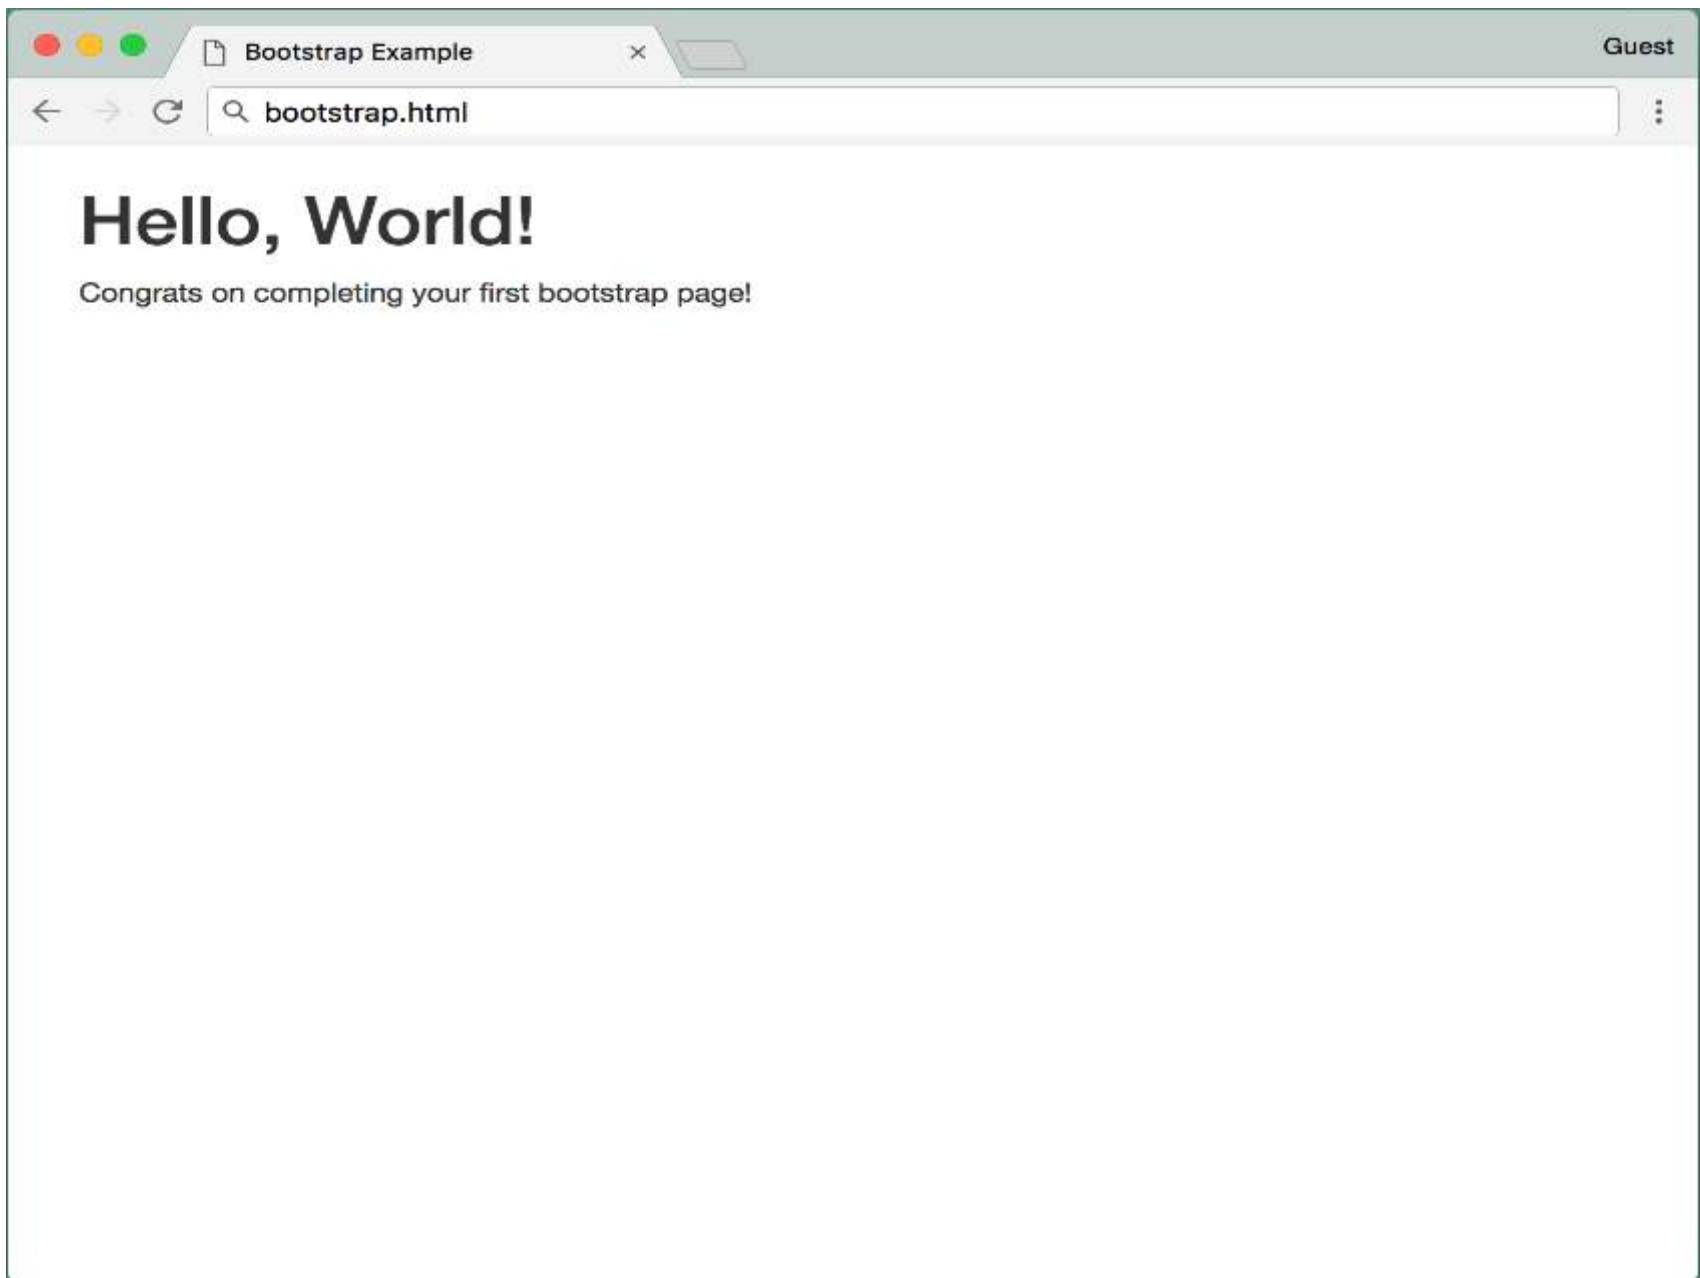 Bootstrap Example
Guest
bootstrap.html
Hello, World!
Congrats on completing your first bootstrap page!